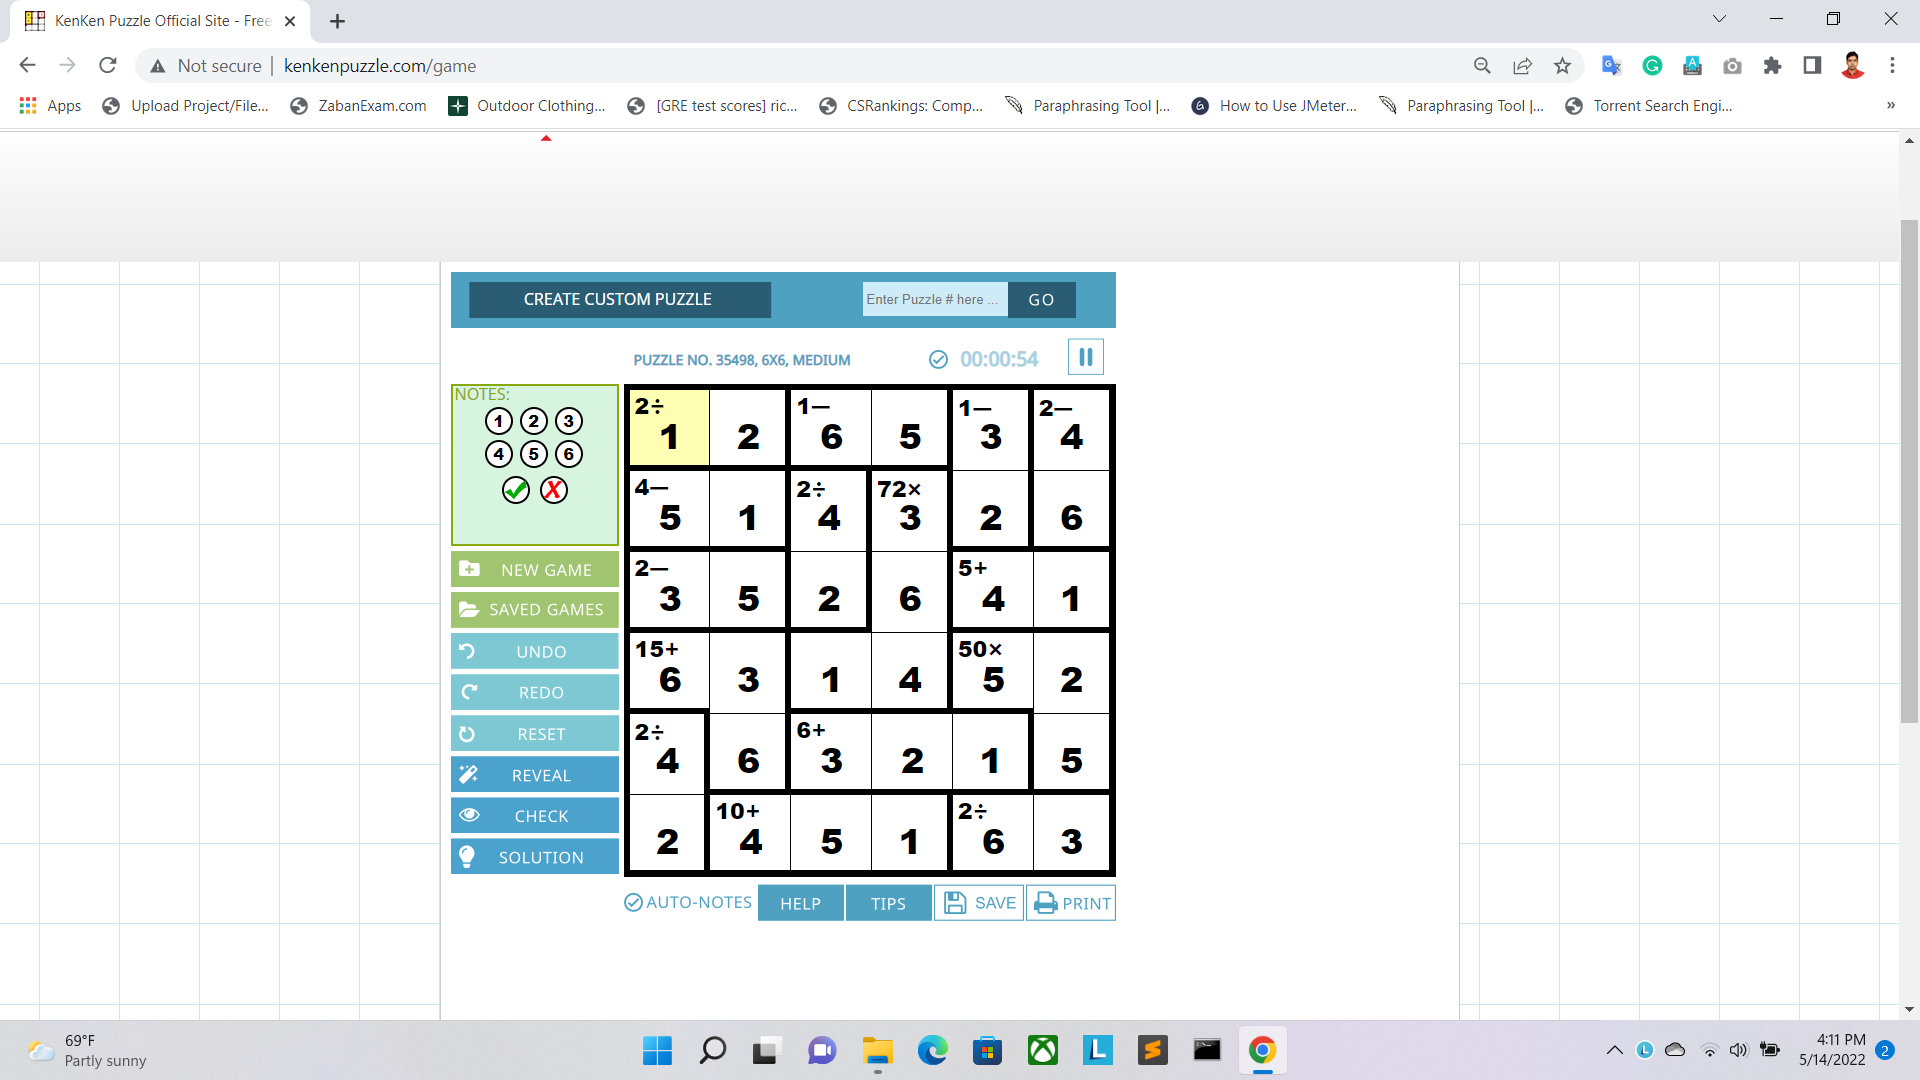 KenKen Puzzle Official Site - Free
Not secure | kenkenpuzzle.com/game
Apps Upload Project/File... ZabanExam.com Outdoor Clothing... [GRE test scores] ric... CSRankings: Comp... Paraphrasing Tool |... How to Use JMeter... Paraphrasing Tool |... Torrent Search Engi... »
CREATE CUSTOM PUZZLE Enter Puzzle # here ... GO
PUZZLE NO. 35498, 6X6, MEDIUM 00:00:54
NOTES:
1 2 3
4 5 6
X
NEW GAME
SAVED GAMES
UNDO
REDO
RESET
REVEAL
CHECK
SOLUTION
2÷ 1— 1— 2—
1 2 6 5 3 4
4— 2÷ 72×
5 1 4 3 2 6
2— 5+
3 5 2 6 4 1
15+ 50×
6 3 1 4 5 2
2÷ 6+
4 6 3 2 1 5
10+ 2÷
2 4 5 1 6 3
AUTO-NOTES HELP TIPS SAVE PRINT
69°F
Partly sunny
4:11 PM
5/14/2022
2